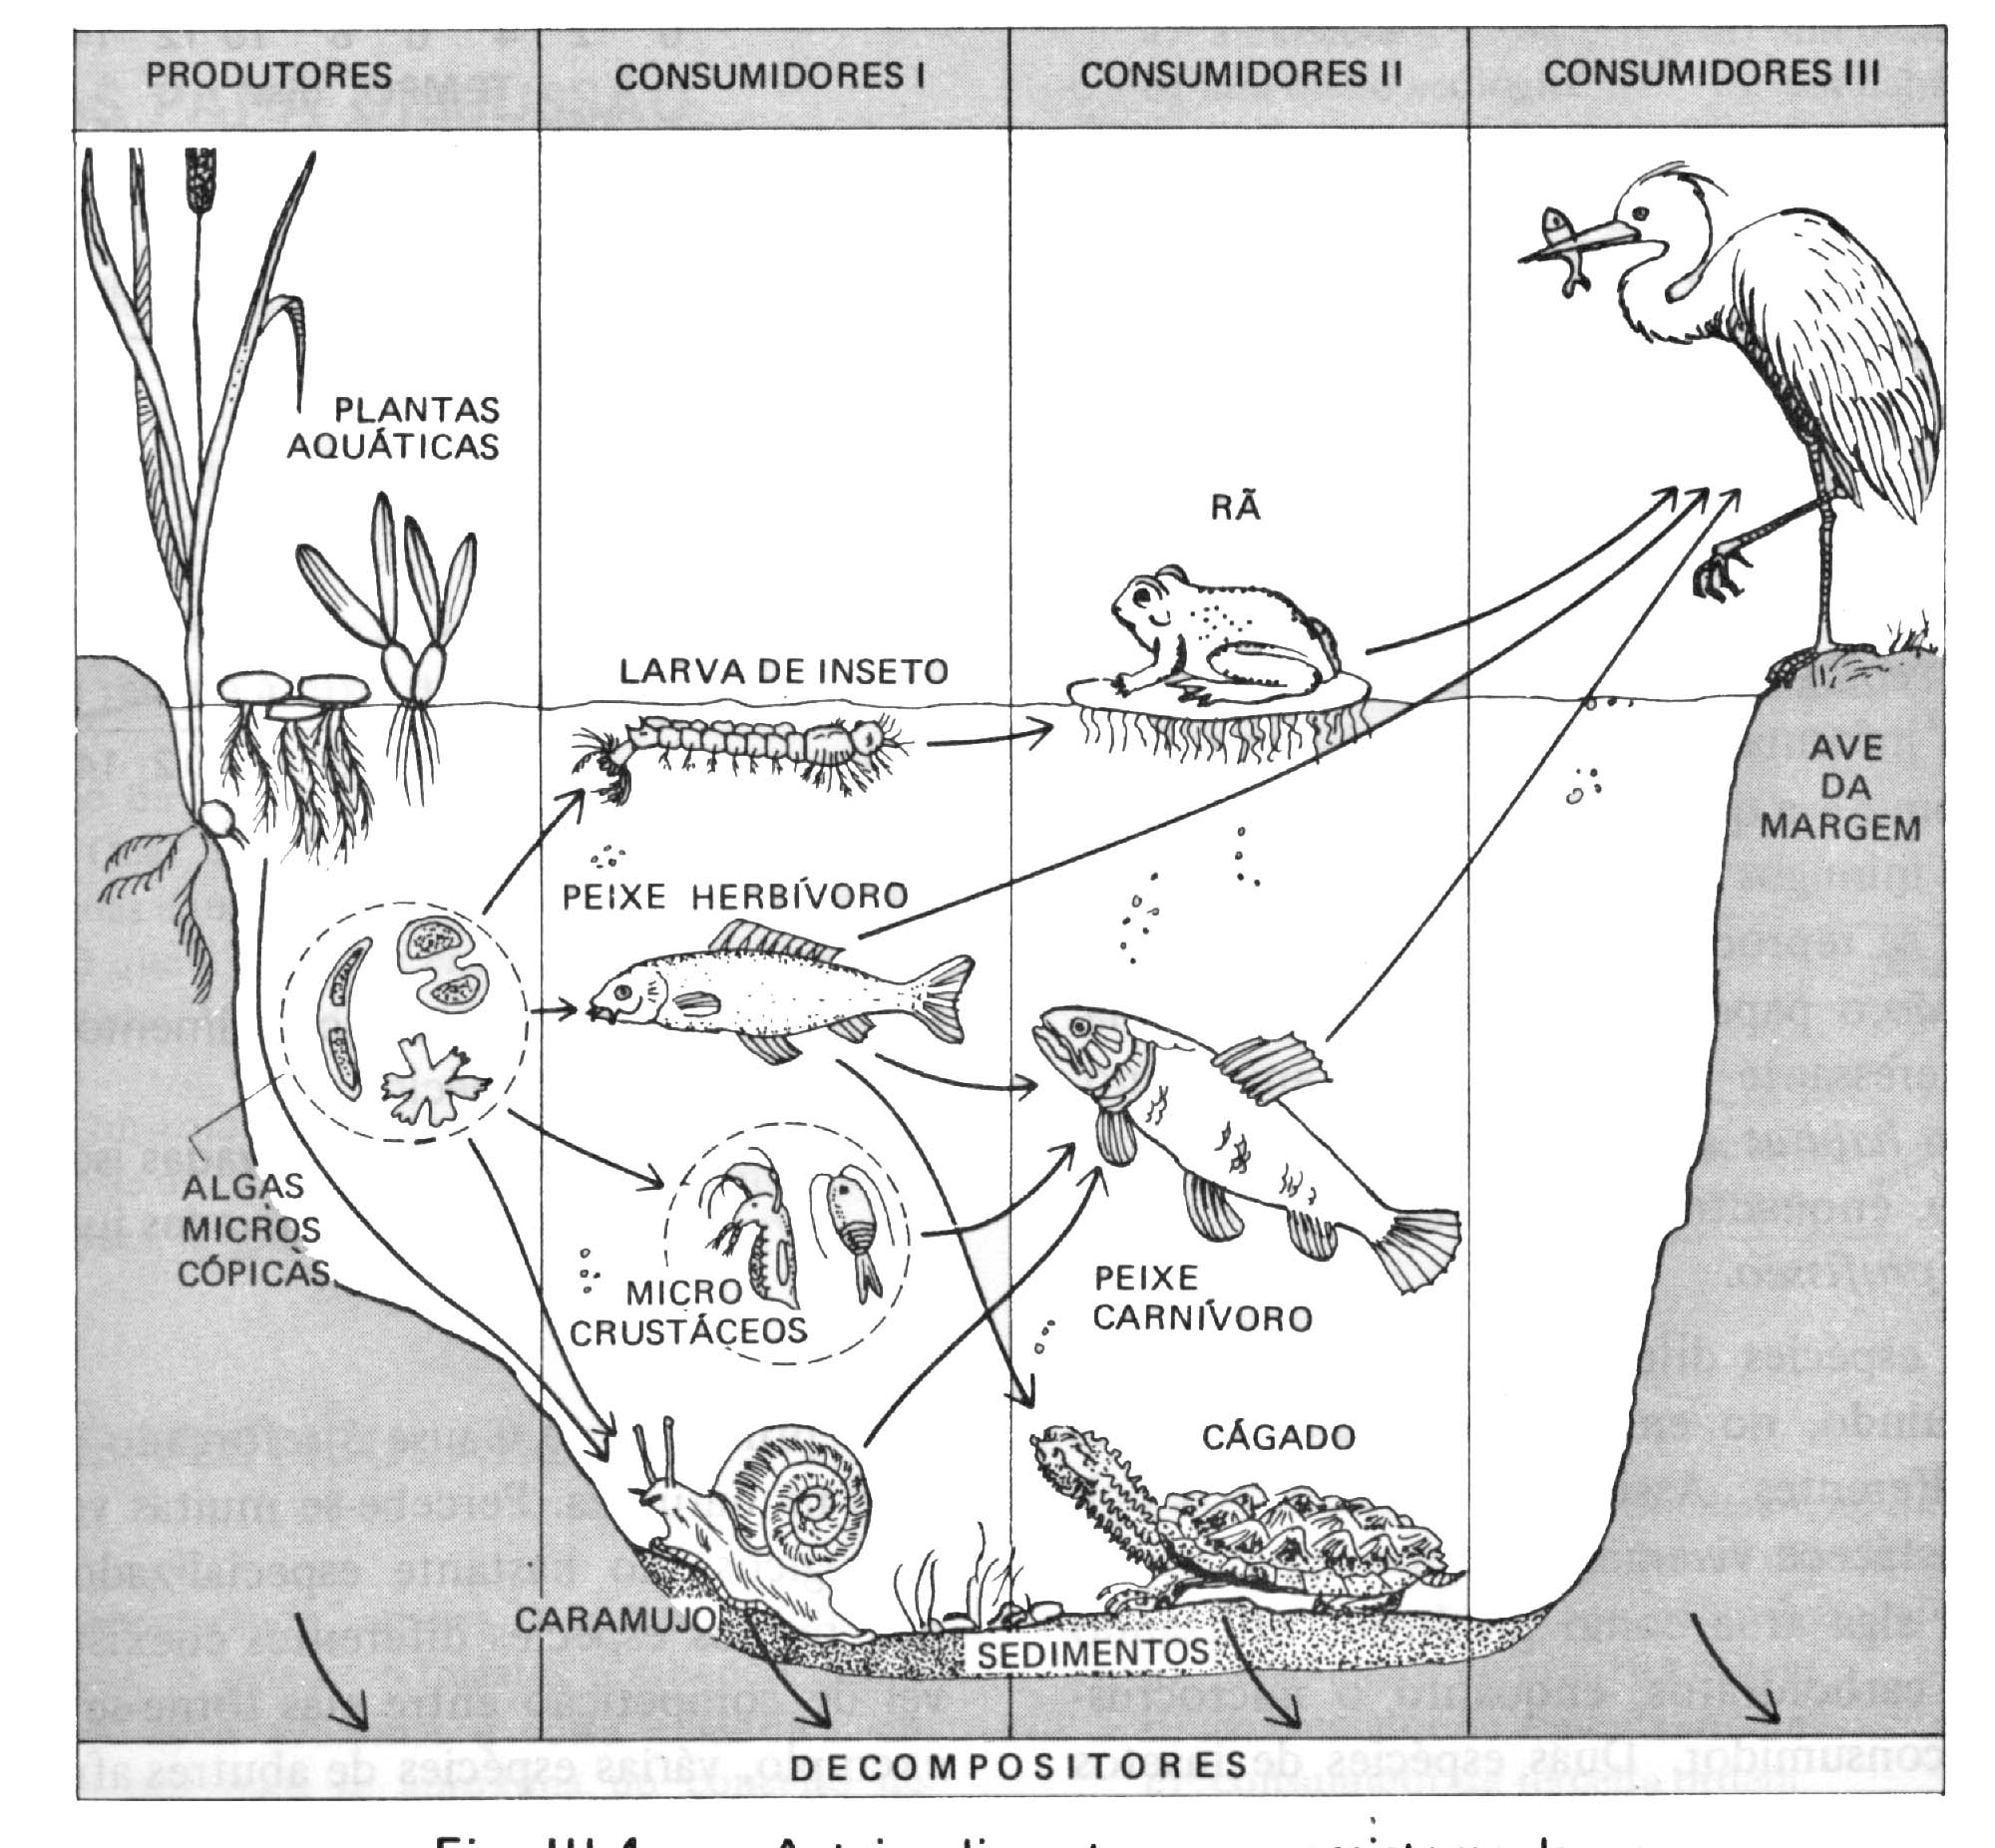 PRODUTORES
CONSUMIDORES I
CONSUMIDORES II
CONSUMIDORES III
PLANTAS
AQUÁTICAS
RÃ
LARVA DE INSETO
AVE
DA
MARGEM
PEIXE HERBÍVORO
ALGAS
MICROS
CÓPICAS
MICRO
CRUSTÁCEOS
PEIXE
CARNÍVORO
CÁGADO
CARAMUJO
SEDIMENTOS
DECOMPOSITORES